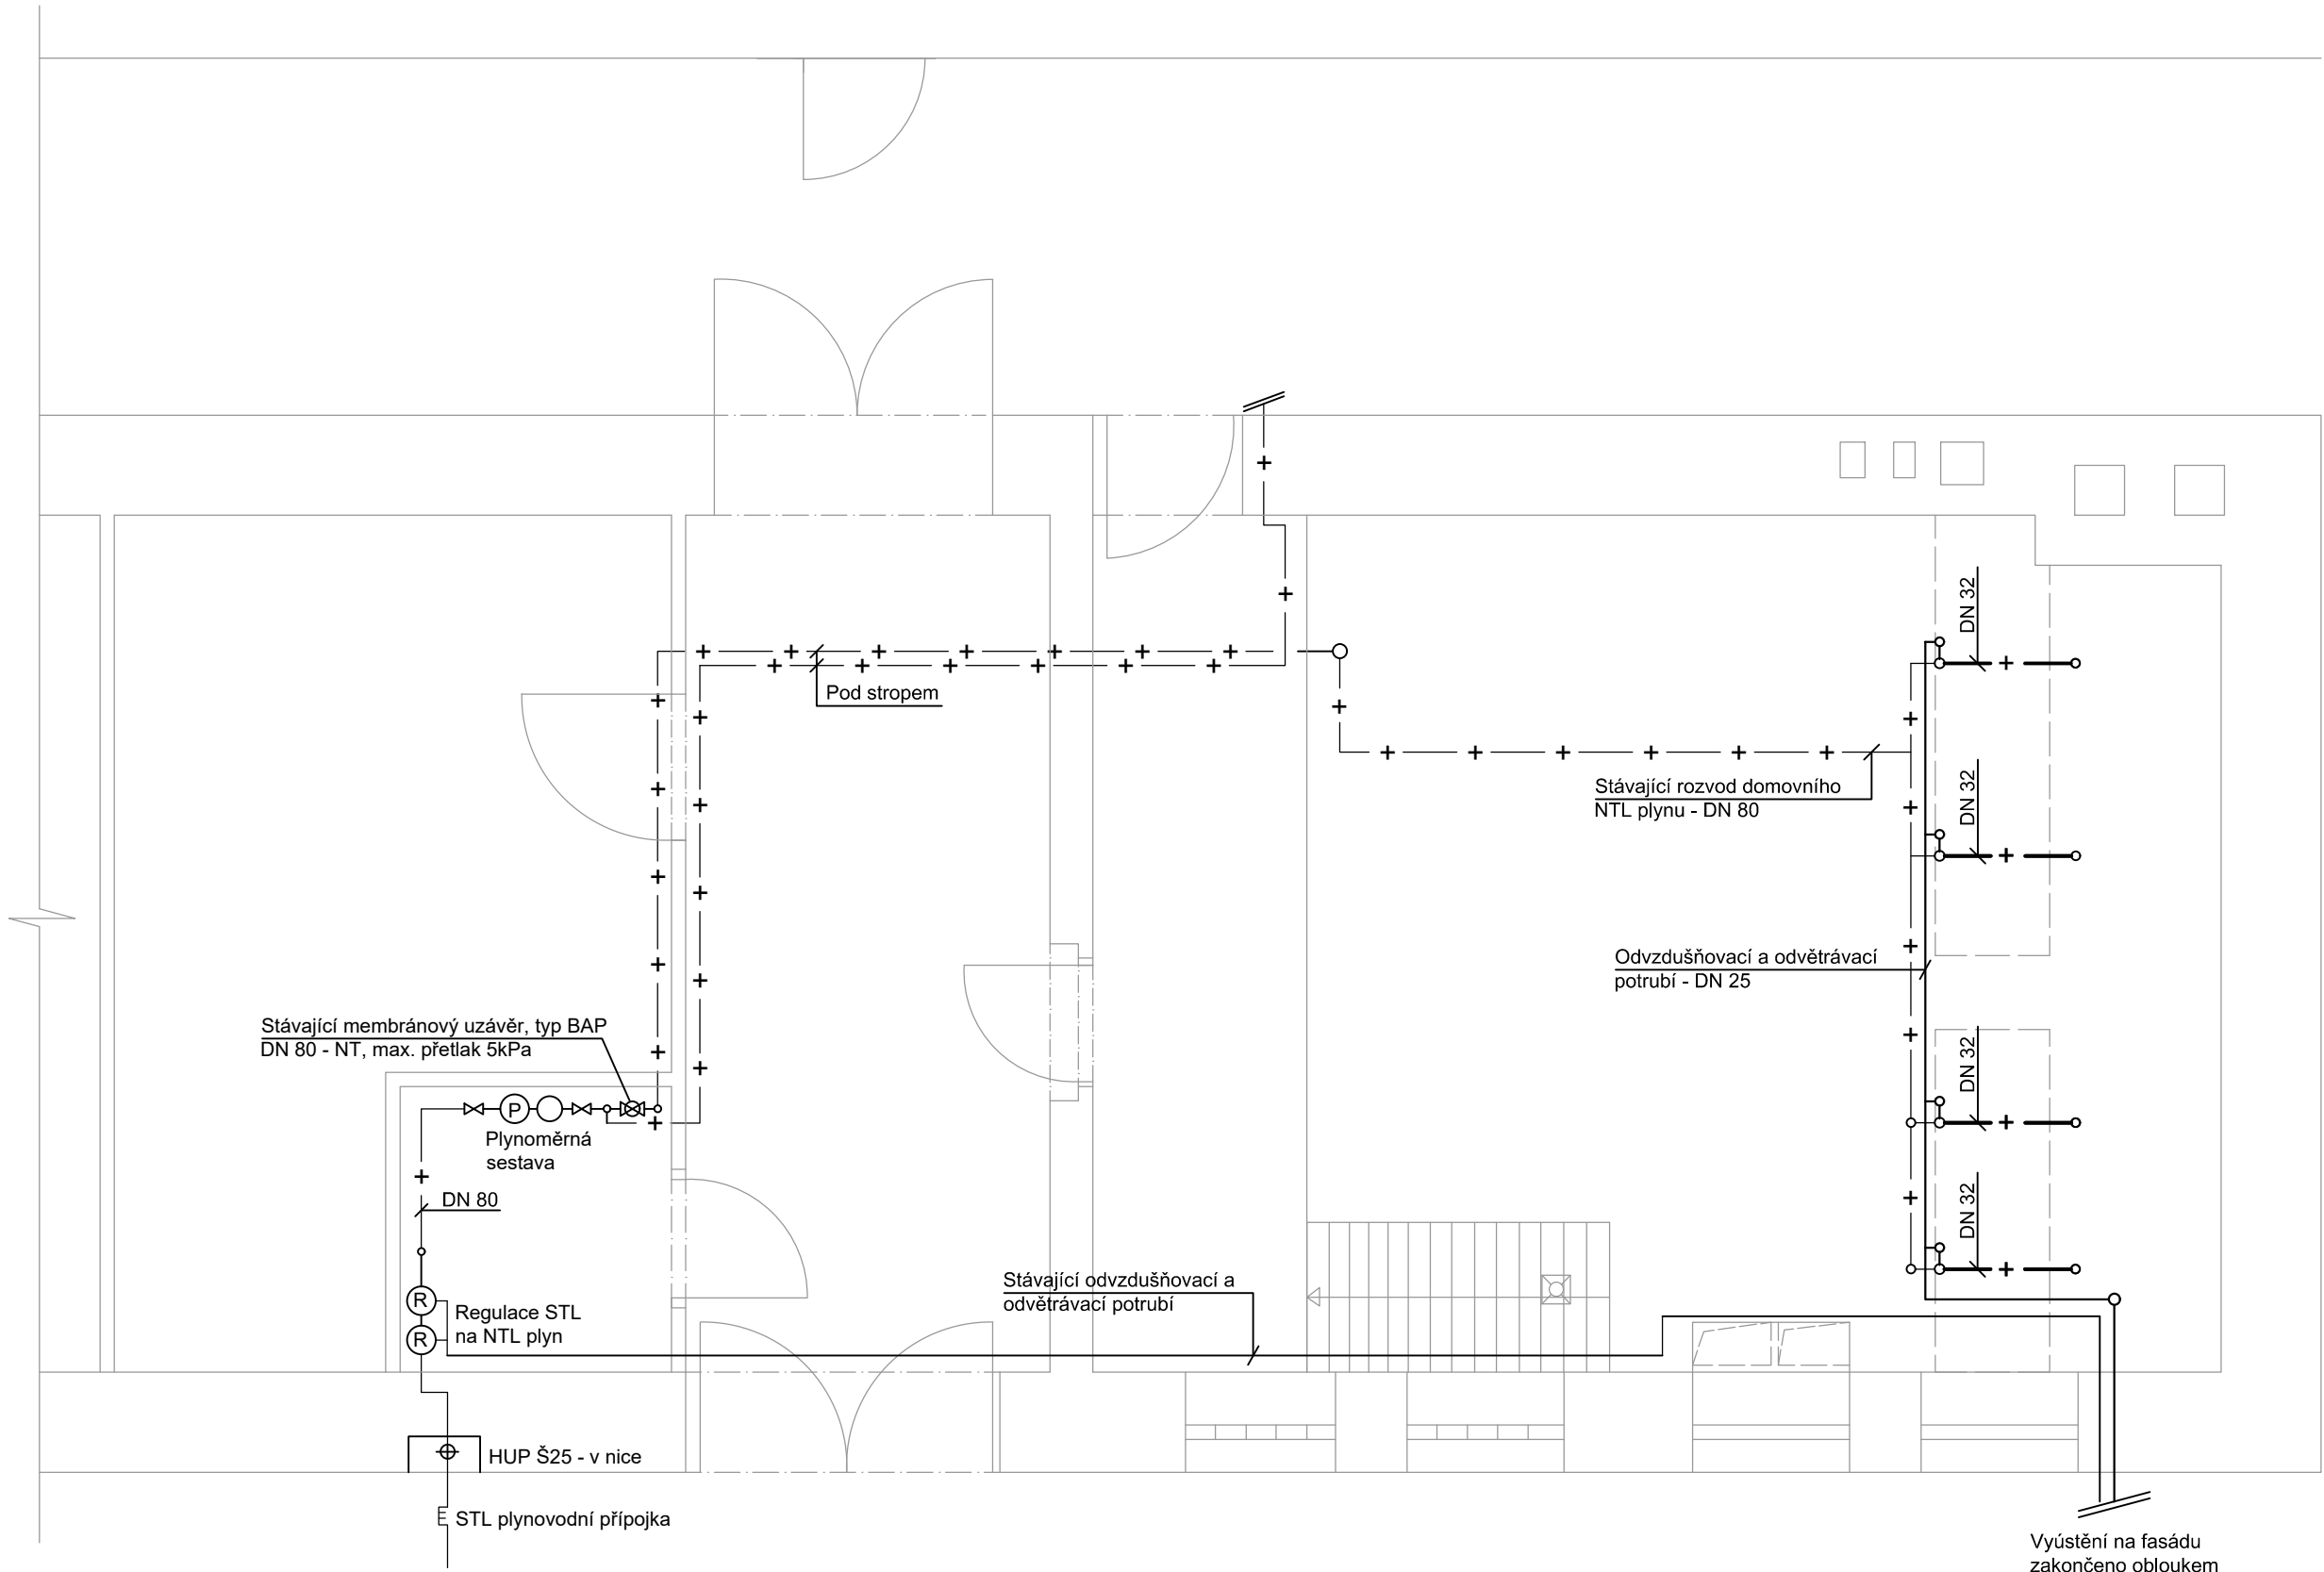 DN 32
Pod stropem
DN 32
Stávající rozvod domovního
NTL plynu - DN 80
Odvzdušňovací a odvětrávací
potrubí - DN 25
Stávající membránový uzávěr, typ BAP
DN 80 - NT, max. přetlak 5kPa
DN 32
P
Plynoměrná
sestava
DN 80
DN 32
Stávající odvzdušňovací a
odvětrávací potrubí
R
Regulace STL
na NTL plyn
R
HUP Š25 - v nice
STL plynovodní přípojka
Vyústění na fasádu
zakončeno obloukem